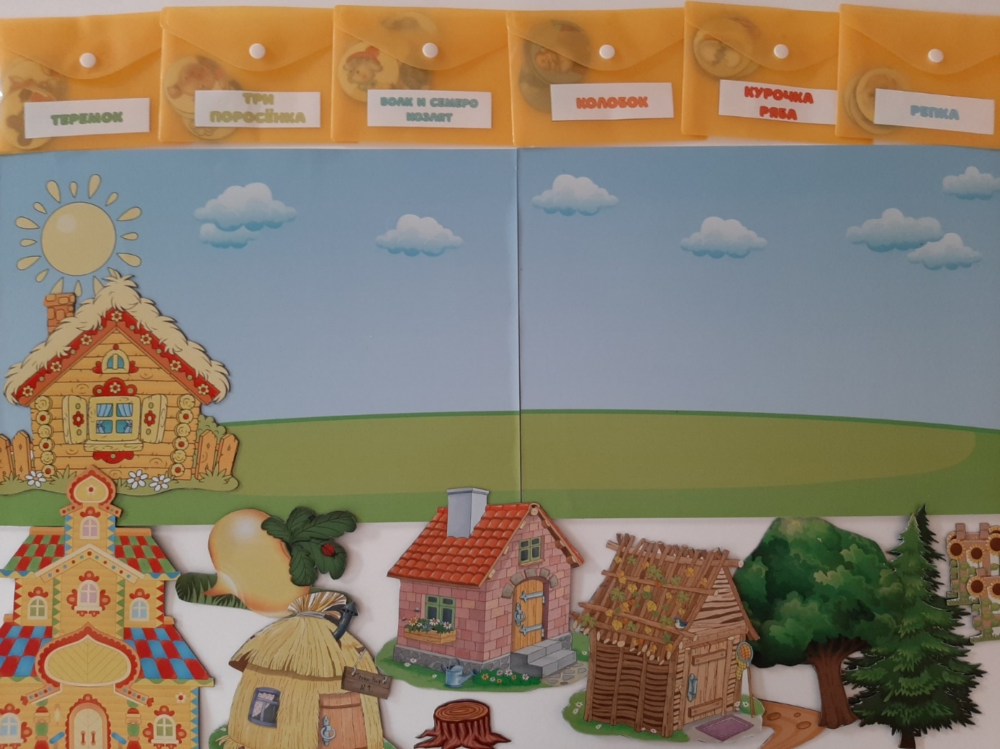 ТЕРЕМОК
ТРИ
ПОРОСЁНКА
ВОЛК И СЕМЕРО
КОЗЛЯТ
КОЛОБОК
КУРОЧКА
РЯБА
РЕПКА